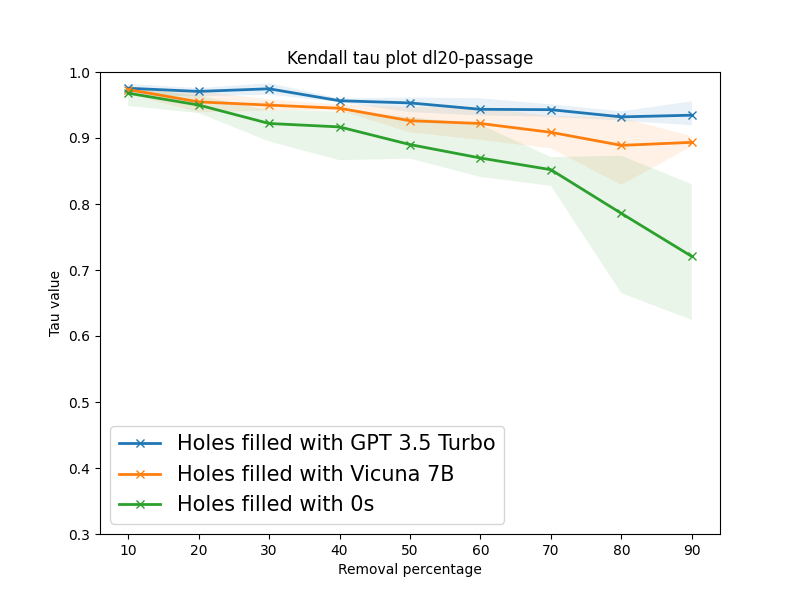 Kendall tau plot dl20-passage
1.0
0.9
0.8
0.7
0.6
0.5
0.4
0.3
Tau value
Holes filled with GPT 3.5 Turbo
Holes filled with Vicuna 7B
Holes filled with 0s
10 20 30 40 50 60 70 80 90
Removal percentage